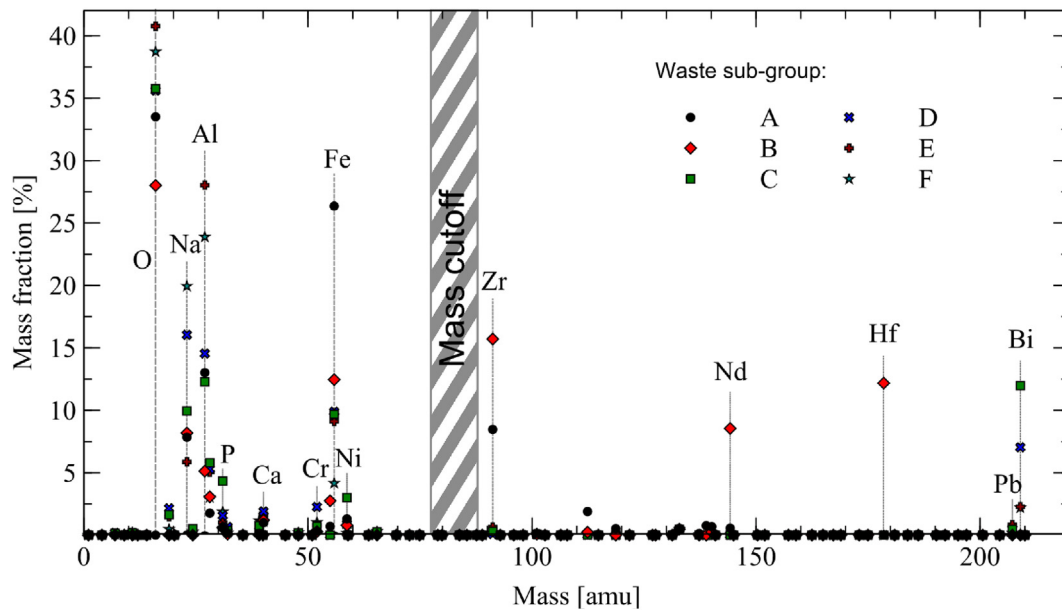 40
35
30
25
20
15
10
5
Mass fraction [%]
O
Na
Al
P
Ca
Cr
Fe
Ni
Mass cutoff
Zr
Nd
Hf
Pb
Bi
Waste sub-group:
A D
B E
C F
0 50 100 150 200
Mass [amu]